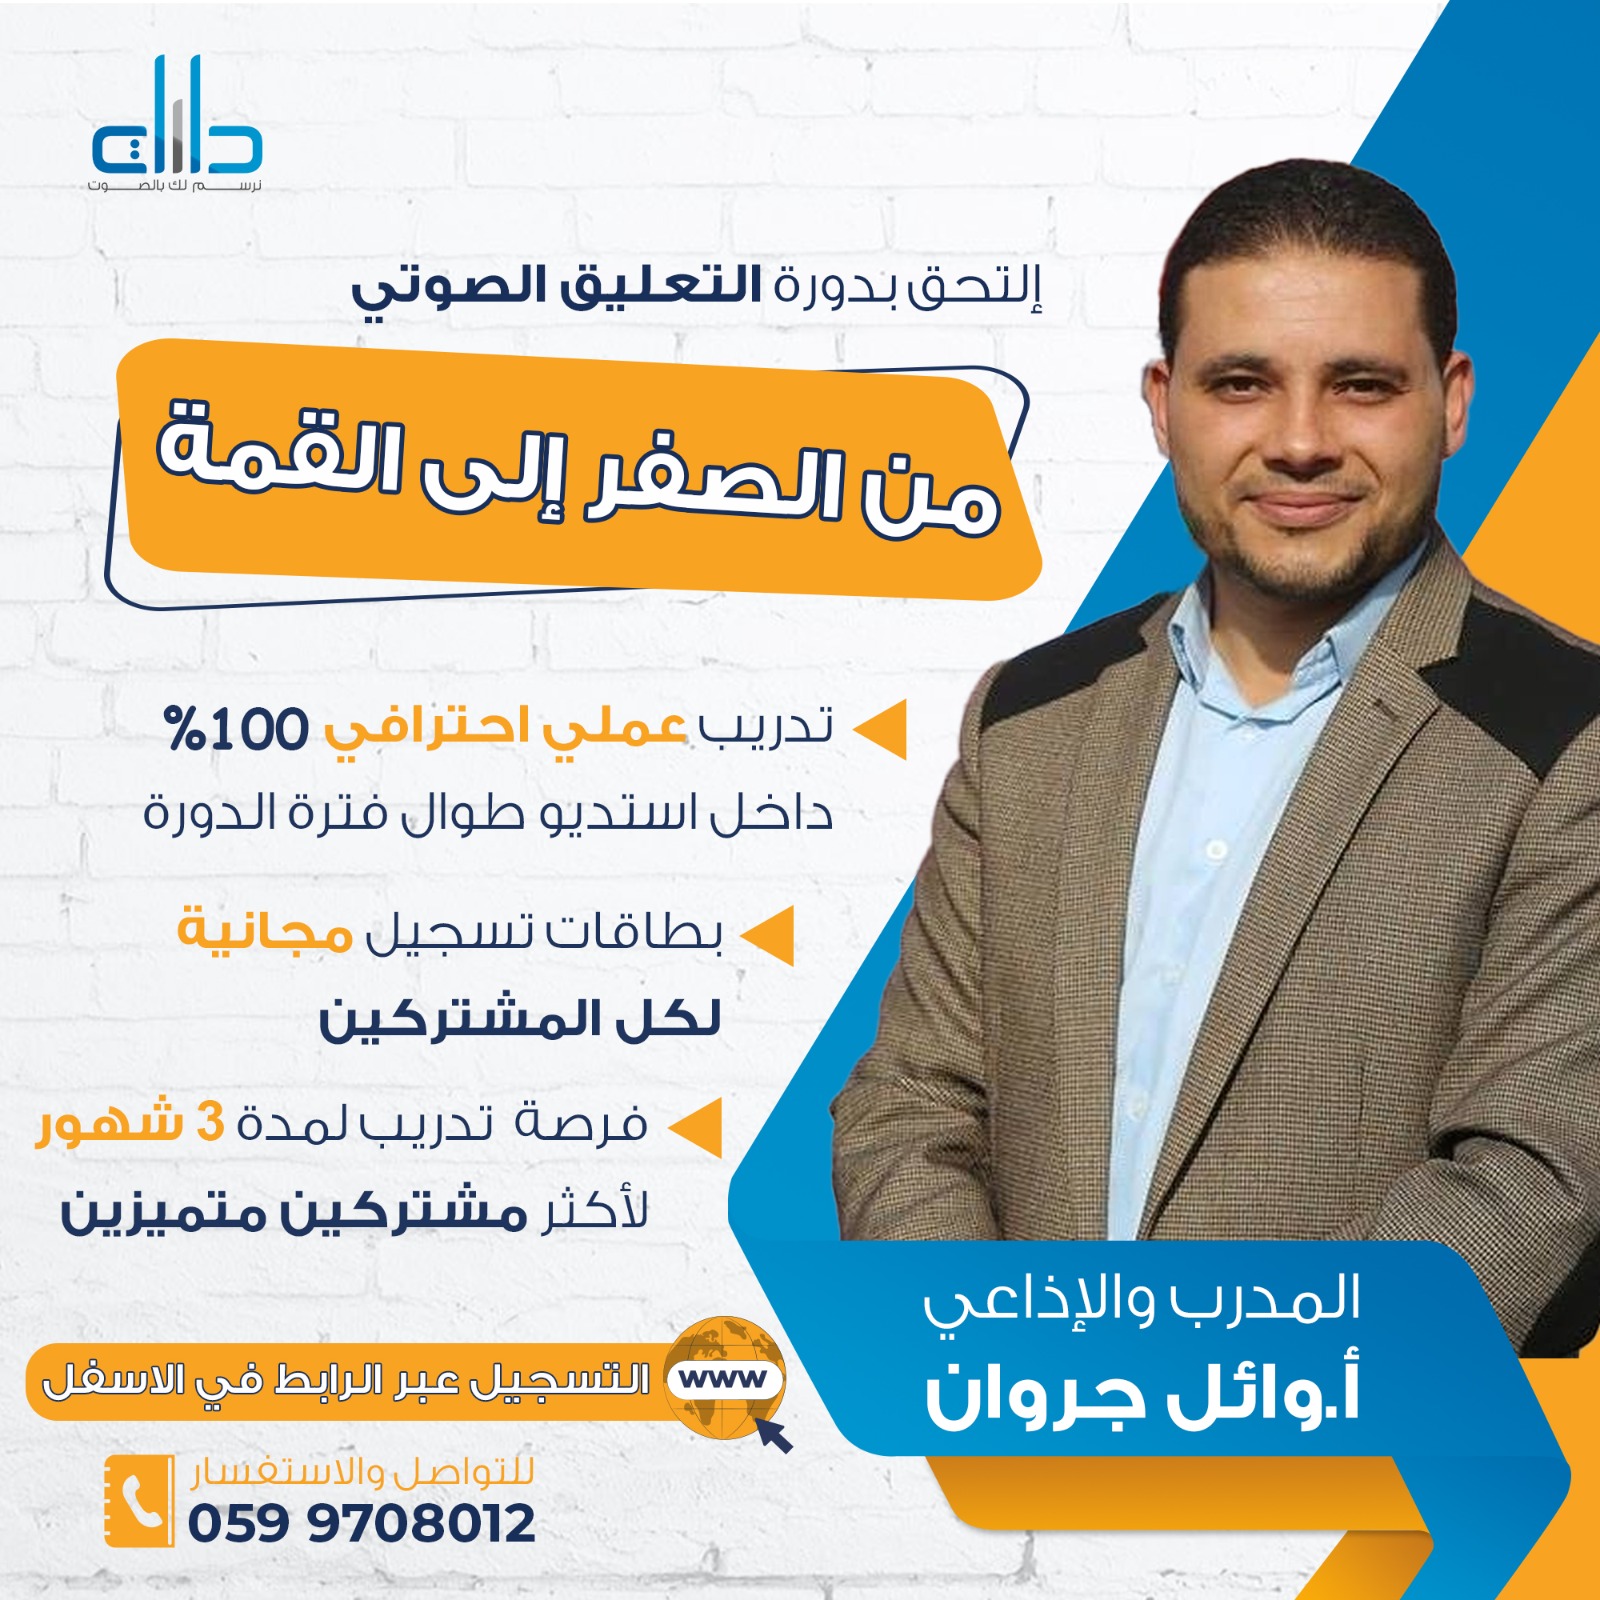 نرسم لك بالصوت
إلتحق بدورة التعليق الصوتي
من الصفر إلى القمة
تدريب عملي احترافي 100%
داخل استديو طوال فترة الدورة
بطاقات تسجيل مجانية
لكل المشتركين
فرصة تدريب لمدة 3 شهور
لأكثر مشتركين متميزين
المدرب والإذاعي
أ.وائل جروان
www
التسجيل عبر الرابط في الاسفل
للتواصل والاستفسار
059 9708012